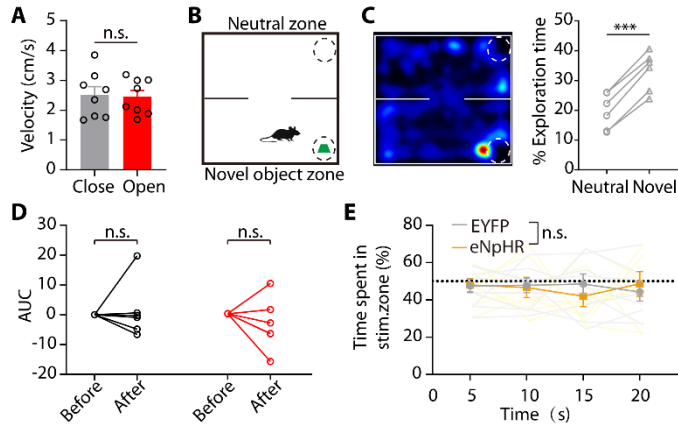 A
n.s.
Velocity (cm/s)
6
5
4
3
2
1
0
Close
Open
B
Neutral zone
Novel object zone
C
% Exploration time
50
40
30
20
10
0
***
Neutral Novel
D
n.s.
n.s.
AUC
30
20
10
0
-10
-20
Before
After
Before
After
E
EYFP
eNpHR
n.s.
Time spent in
stim.zone (%)
80
60
40
20
0
0 5 10 15 20
Time (s)